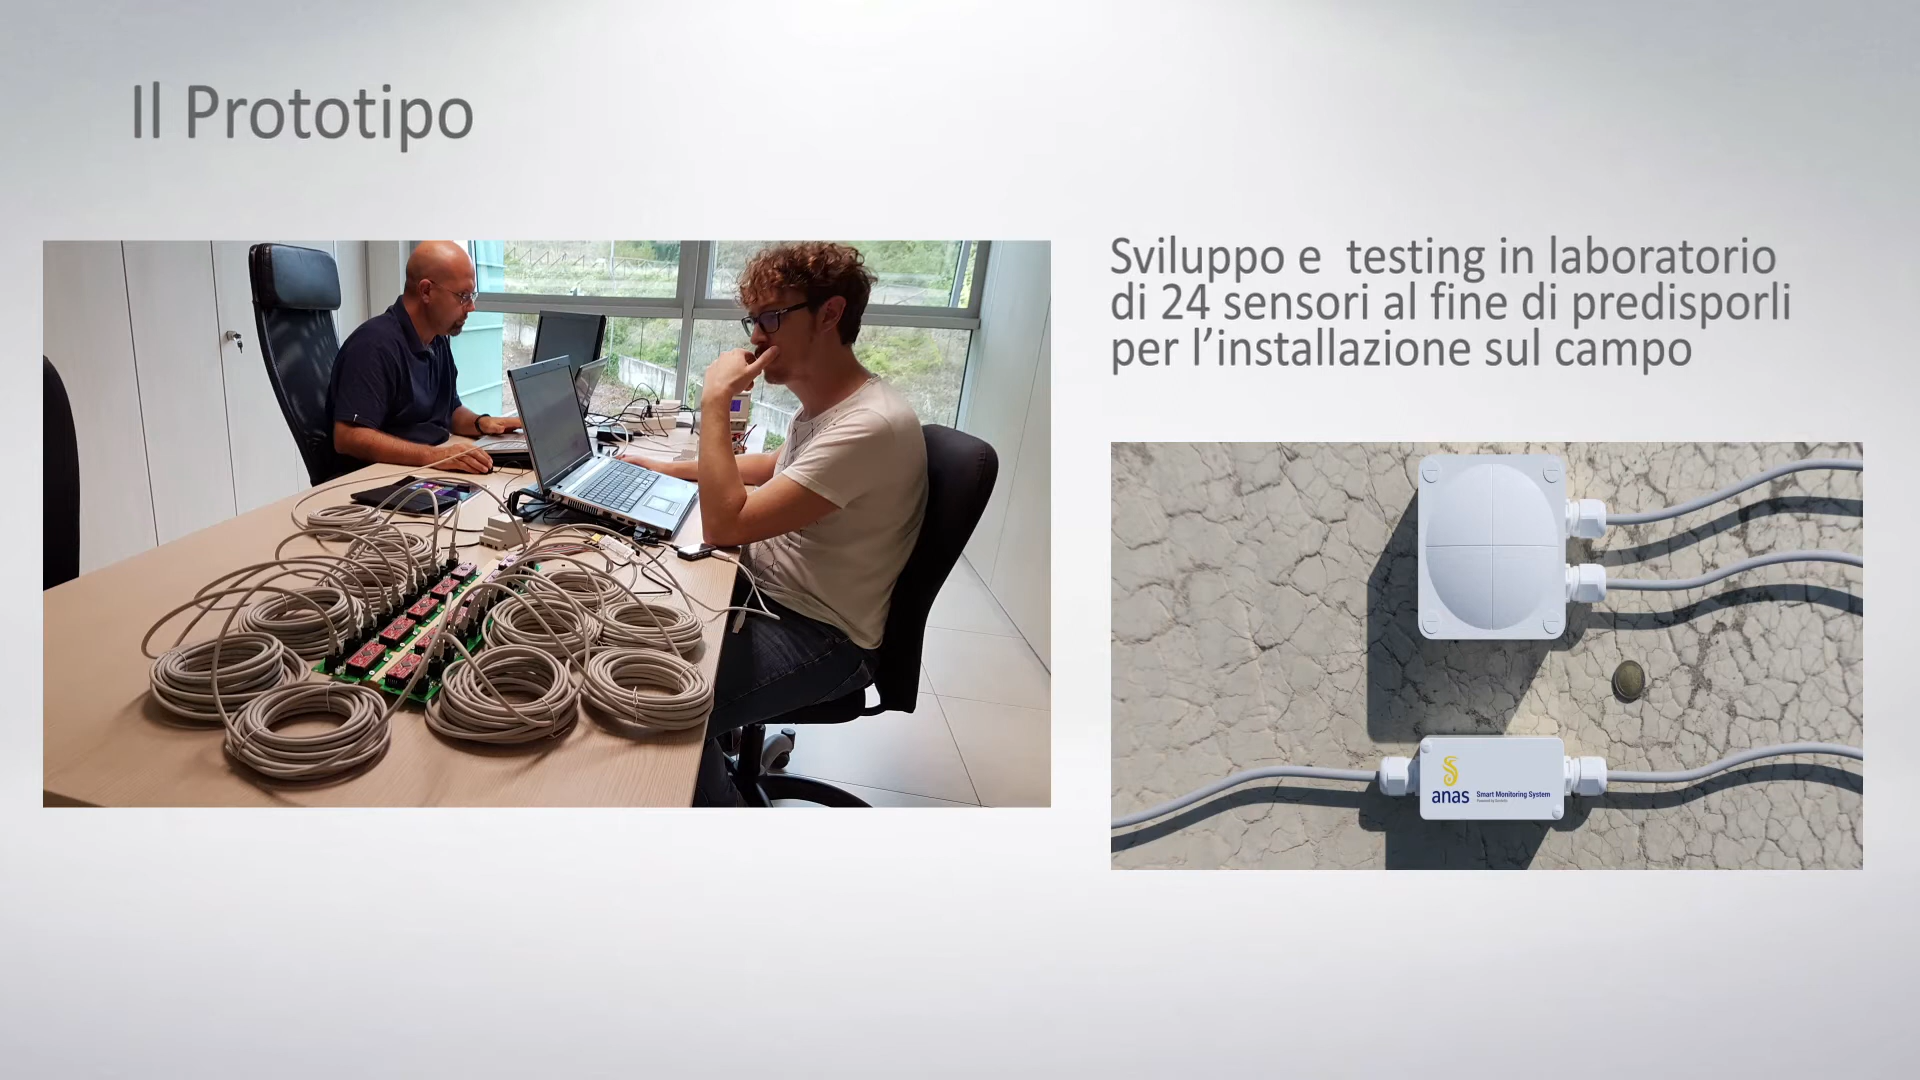 Il Prototipo
Sviluppo e  testing in laboratorio
di 24 sensori al fine di predisporli
per l’installazione sul campo
anas
Smart Monitoring System